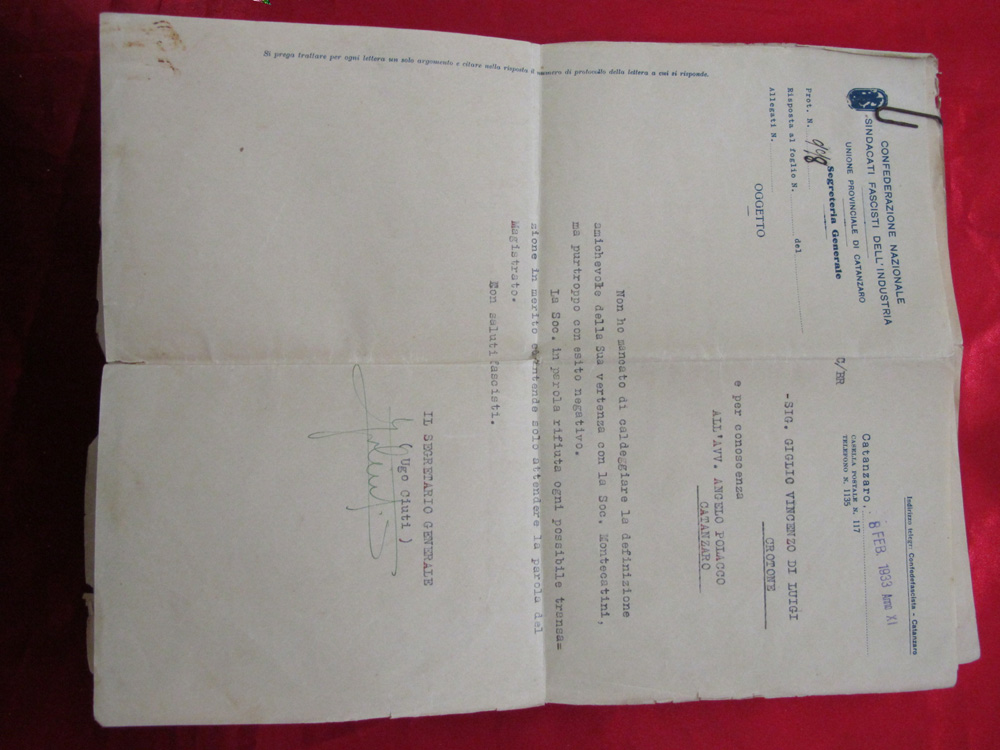 CONFEDERAZIONE NAZIONALE
SINDACATI FASCISTI DELL'INDUSTRIA
UNIONE PROVINCIALE DI CATANZARO
Segreteria Generale
Prot. N.
Risposta al foglio N. del
Allegati N.
OGGETTO
Indirizzo telegr: Confedefascista - Catanzaro
Catanzaro, 8 FEB. 1933 Anno XI
CASELLA POSTALE N. 117
TELEFONO N. 1135
C/RR
-SIG. GIGLIO VINCENZO DI LUIGI
CROTONE
e per conoscenza
ALL'AVV. ANGELO POLACCO
CATANZARO
Non ho mancato di caldeggiare la definizione
amichevole della Sua vertenza con la Soc. Montecatini,
ma purtroppo con esito negativo.
La Soc. in parola rifiuta ogni possibile transa=
zione in merito ed intende solo attendere la parola del
Magistrato.
Con saluti fascisti.
IL SEGRETARIO GENERALE
( Ugo Ciuti )
Si prega trattare per ogni lettera un solo argomento e citare nella risposta il numero di protocollo della lettera a cui si risponde.